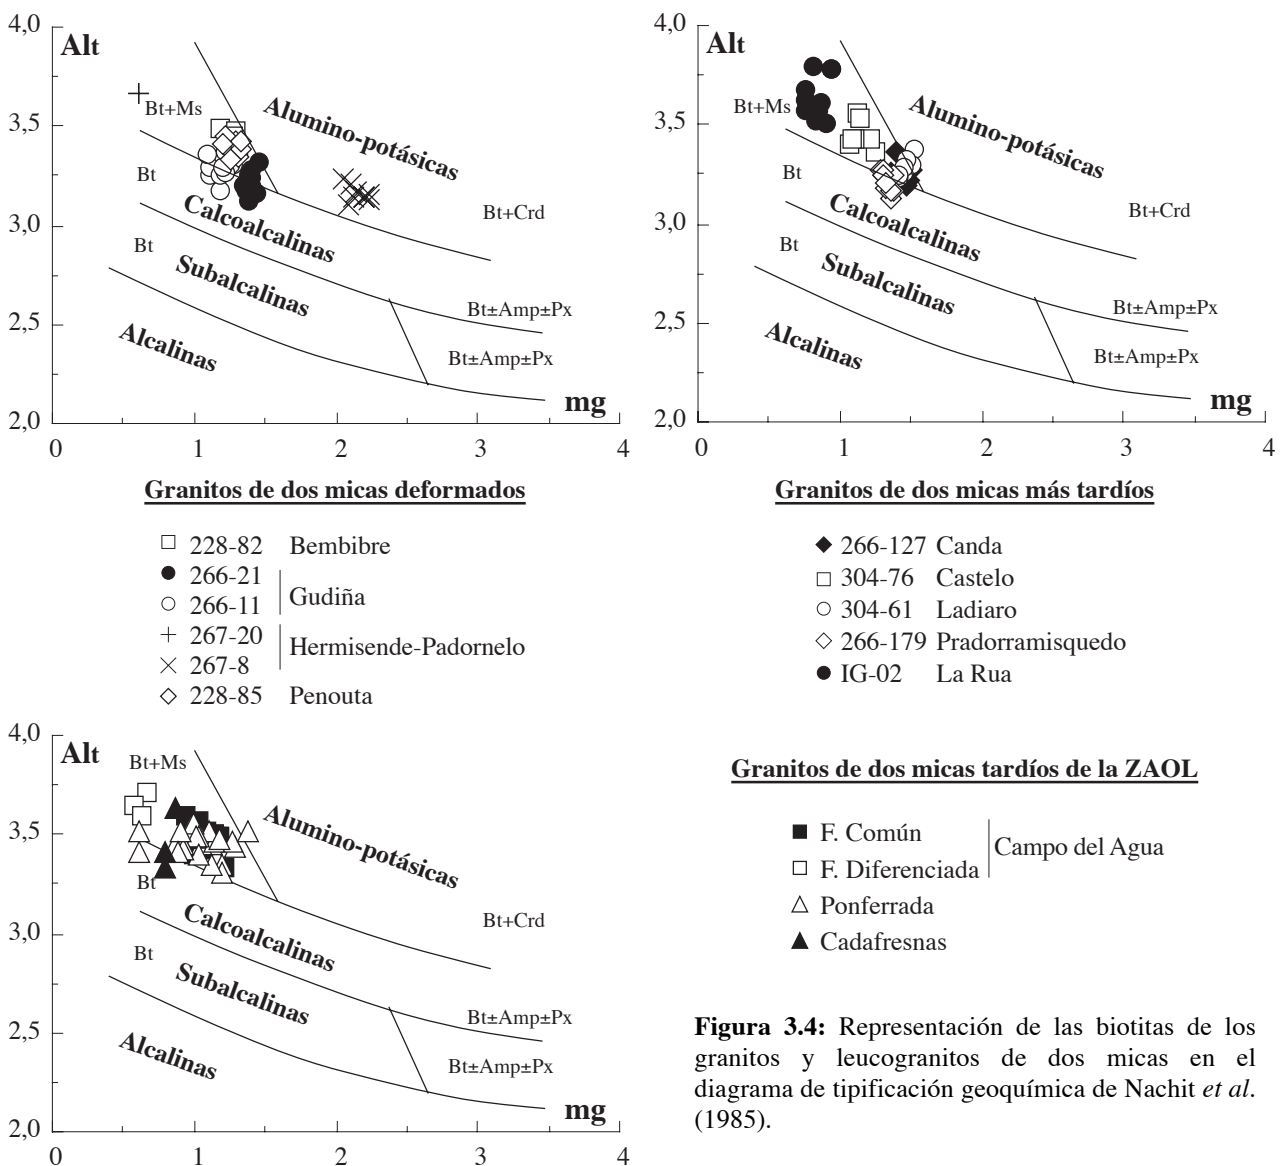 4,0
Alt
3,5
3,0
2,5
2,0
0 1 2 3 4
mg
Bt+Ms
Alumino-potásicas
Bt
Calcoalcalinas
Bt+Crd
Bt
Subalcalinas
Bt±Amp±Px
Alcalinas
Bt±Amp±Px
Granitos de dos micas deformados
228-82 Bembibre
266-21
Gudiña
266-11
267-20
Hermisende-Padornelo
267-8
228-85 Penouta
4,0
Alt
3,5
3,0
2,5
2,0
0 1 2 3 4
mg
Bt+Ms
Alumino-potásicas
Bt
Calcoalcalinas
Bt+Crd
Bt
Subalcalinas
Bt±Amp±Px
Alcalinas
Bt±Amp±Px
Granitos de dos micas más tardíos
266-127 Canda
304-76 Castelo
304-61 Ladiaro
266-179 Pradorramisquedo
IG-02 La Rua
4,0
Alt
3,5
3,0
2,5
2,0
0 1 2 3 4
mg
Bt+Ms
Alumino-potásicas
Bt
Calcoalcalinas
Bt+Crd
Bt
Subalcalinas
Bt±Amp±Px
Alcalinas
Bt±Amp±Px
Granitos de dos micas tardíos de la ZAOL
F. Común
Campo del Agua
F. Diferenciada
Ponferrada
Cadafresnas
Figura 3.4: Representación de las biotitas de los
granitos y leucogranitos de dos micas en el
diagrama de tipificación geoquímica de Nachit et al.
(1985).